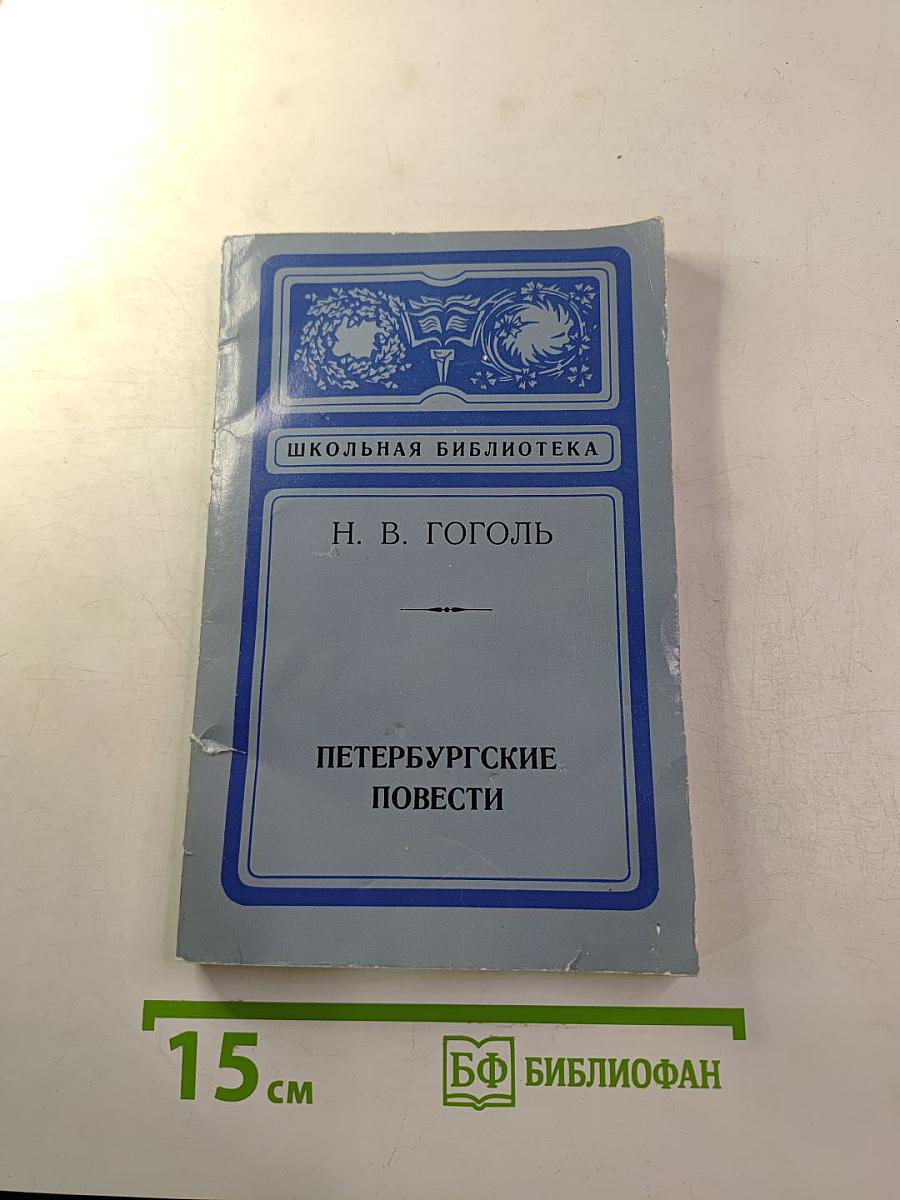 ШКОЛЬНАЯ БИБЛИОТЕКА
Н. В. ГОГОЛЬ
ПЕТЕРБУРГСКИЕ
ПОВЕСТИ
15 см
БФ БИБЛИОФАН